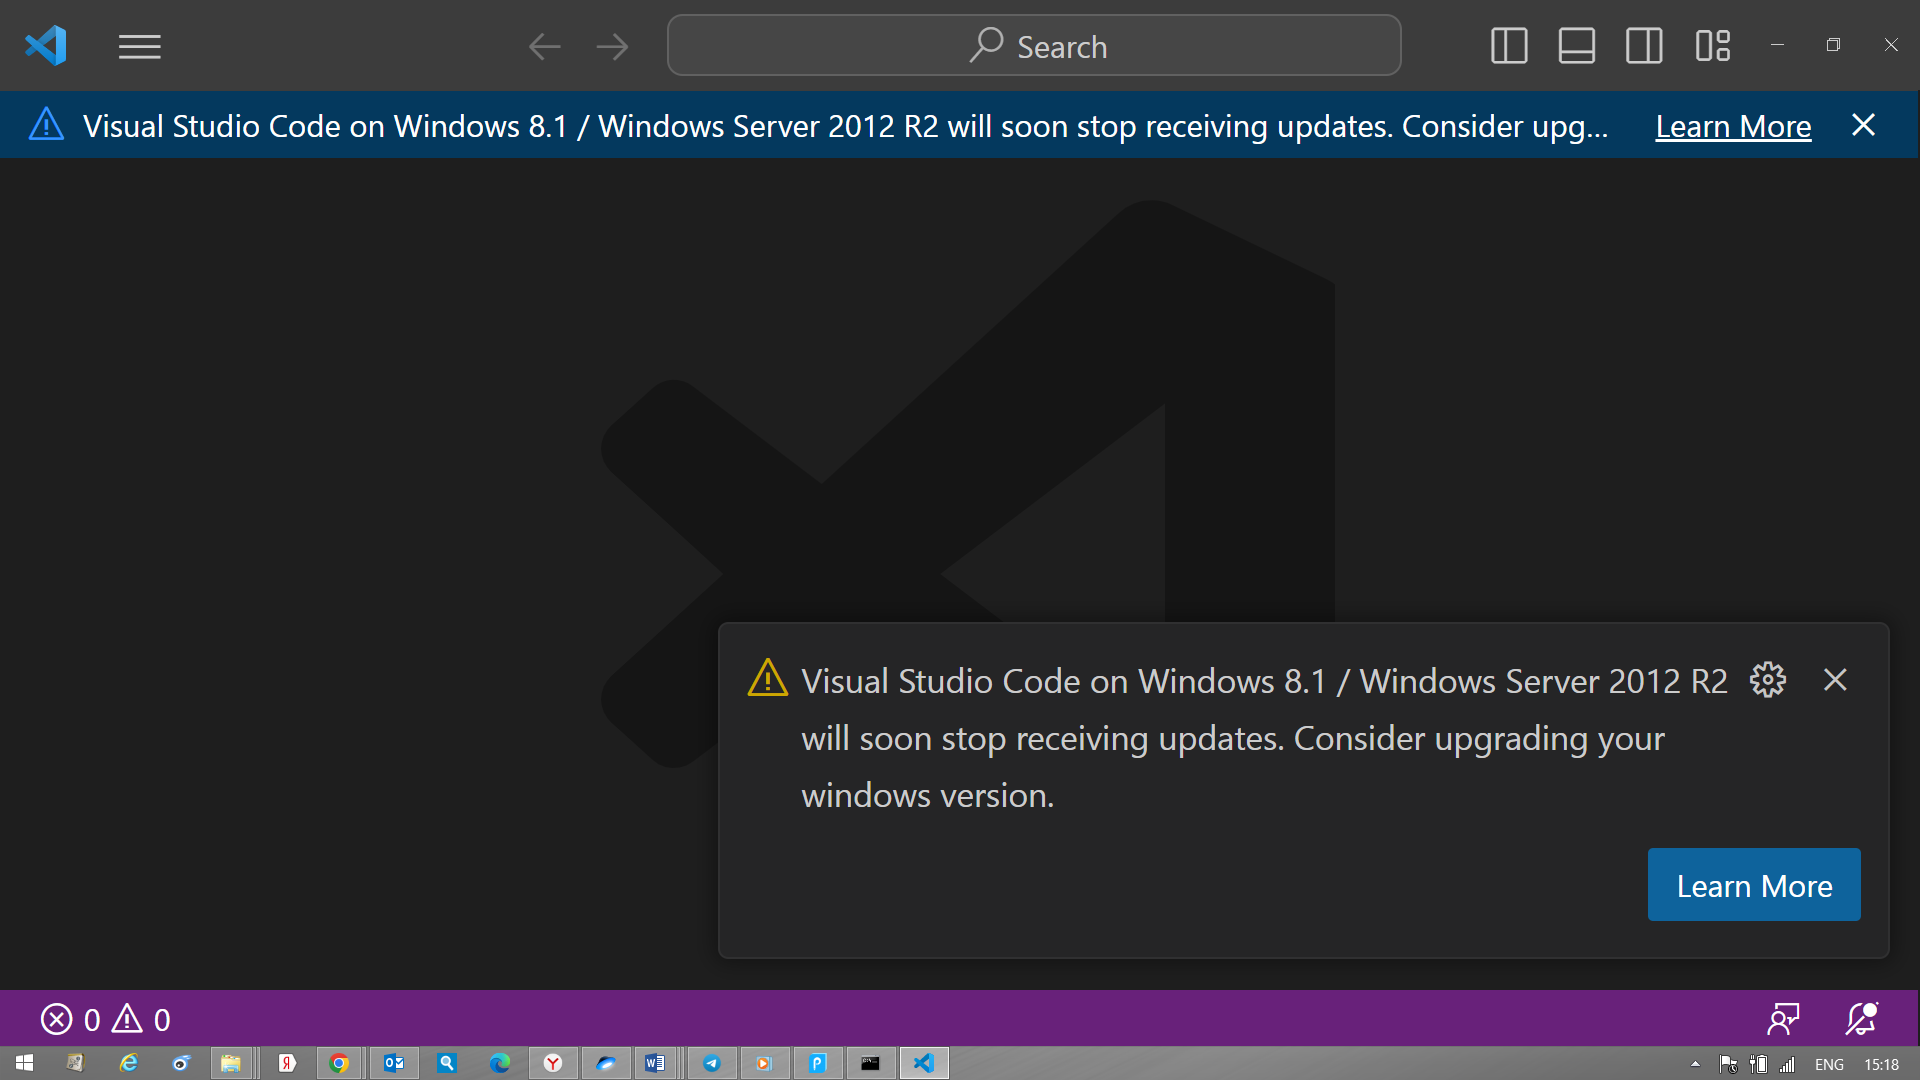 Search
Visual Studio Code on Windows 8.1 / Windows Server 2012 R2 will soon stop receiving updates. Consider upg... Learn More
Visual Studio Code on Windows 8.1 / Windows Server 2012 R2
will soon stop receiving updates. Consider upgrading your
windows version.
Learn More
0 0
ENG 15:18